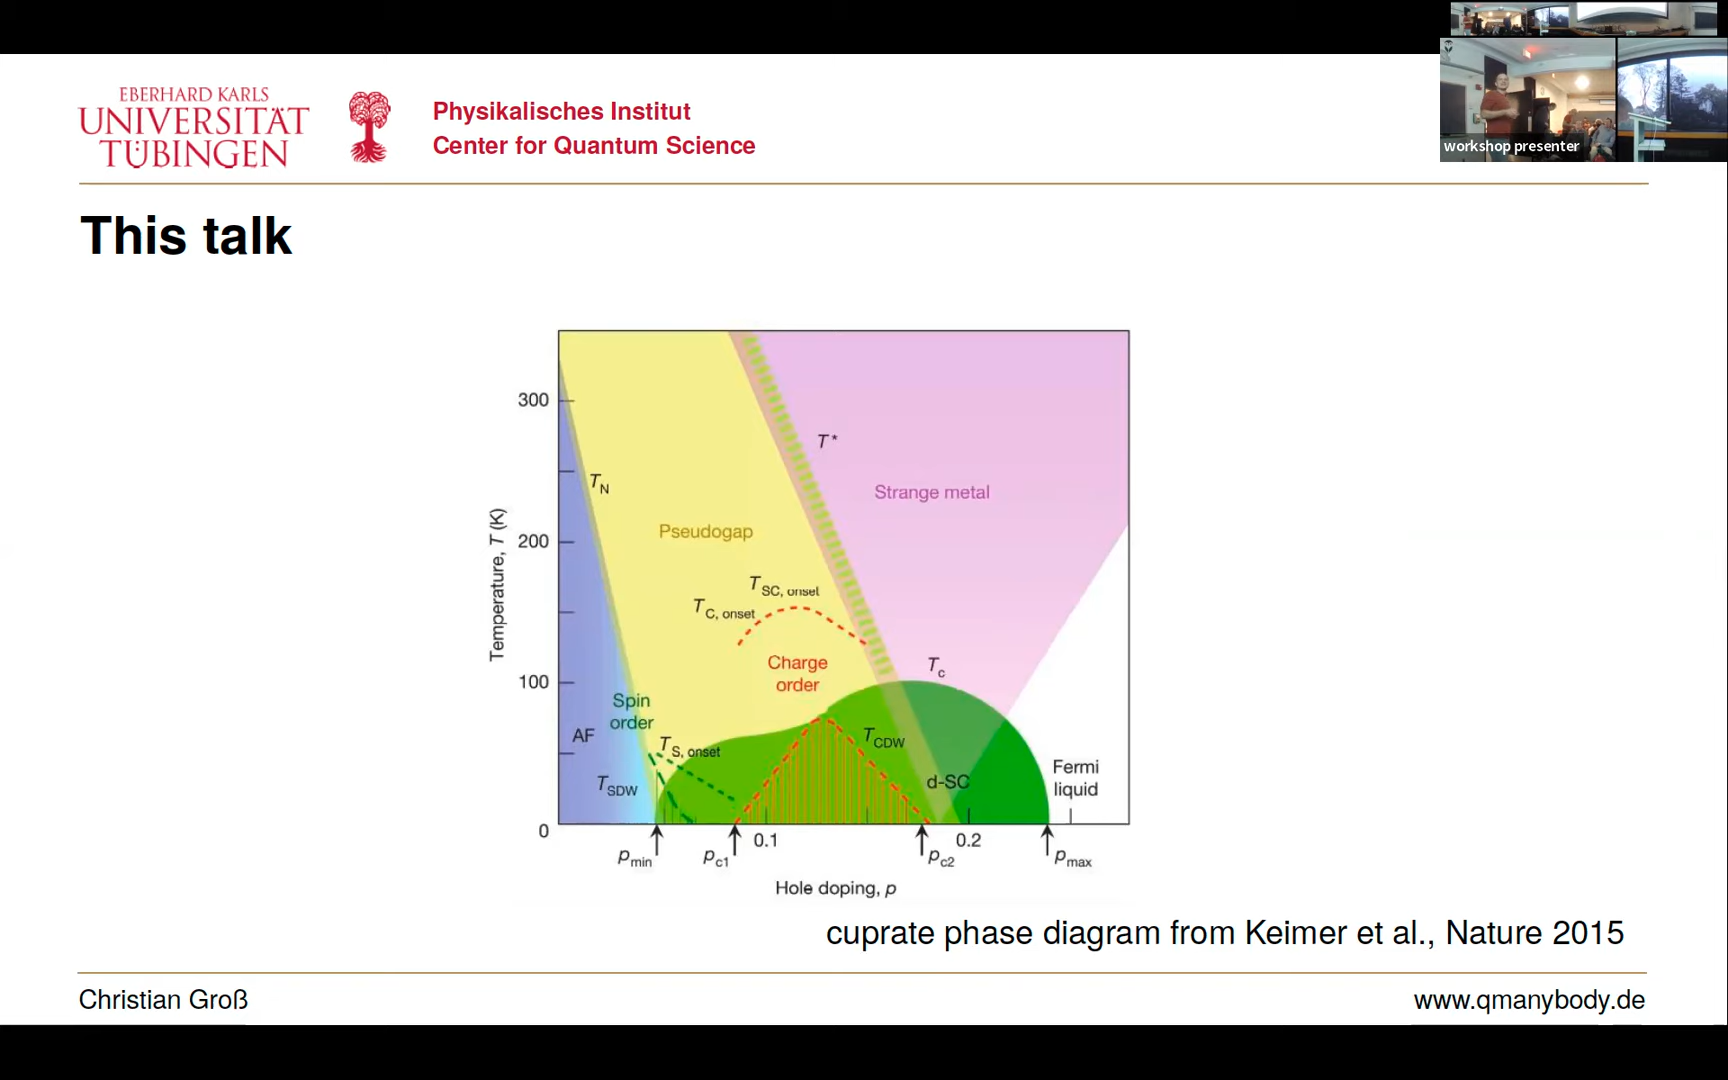 EBERHARD KARLS
UNIVERSITÄT
TÜBINGEN
Physikalisches Institut
Center for Quantum Science
workshop presenter
This talk
300
200
100
0
Temperature, T (K)
T*
TN
Strange metal
Pseudogap
TSC, onset
TC, onset
Charge
order
Tc
Spin
order
AF
TS, onset
TCDW
TSDW
d-SC
Fermi
liquid
0.1
0.2
pmin
pc1
pc2
pmax
Hole doping, p
cuprate phase diagram from Keimer et al., Nature 2015
Christian Groß
www.qmanybody.de